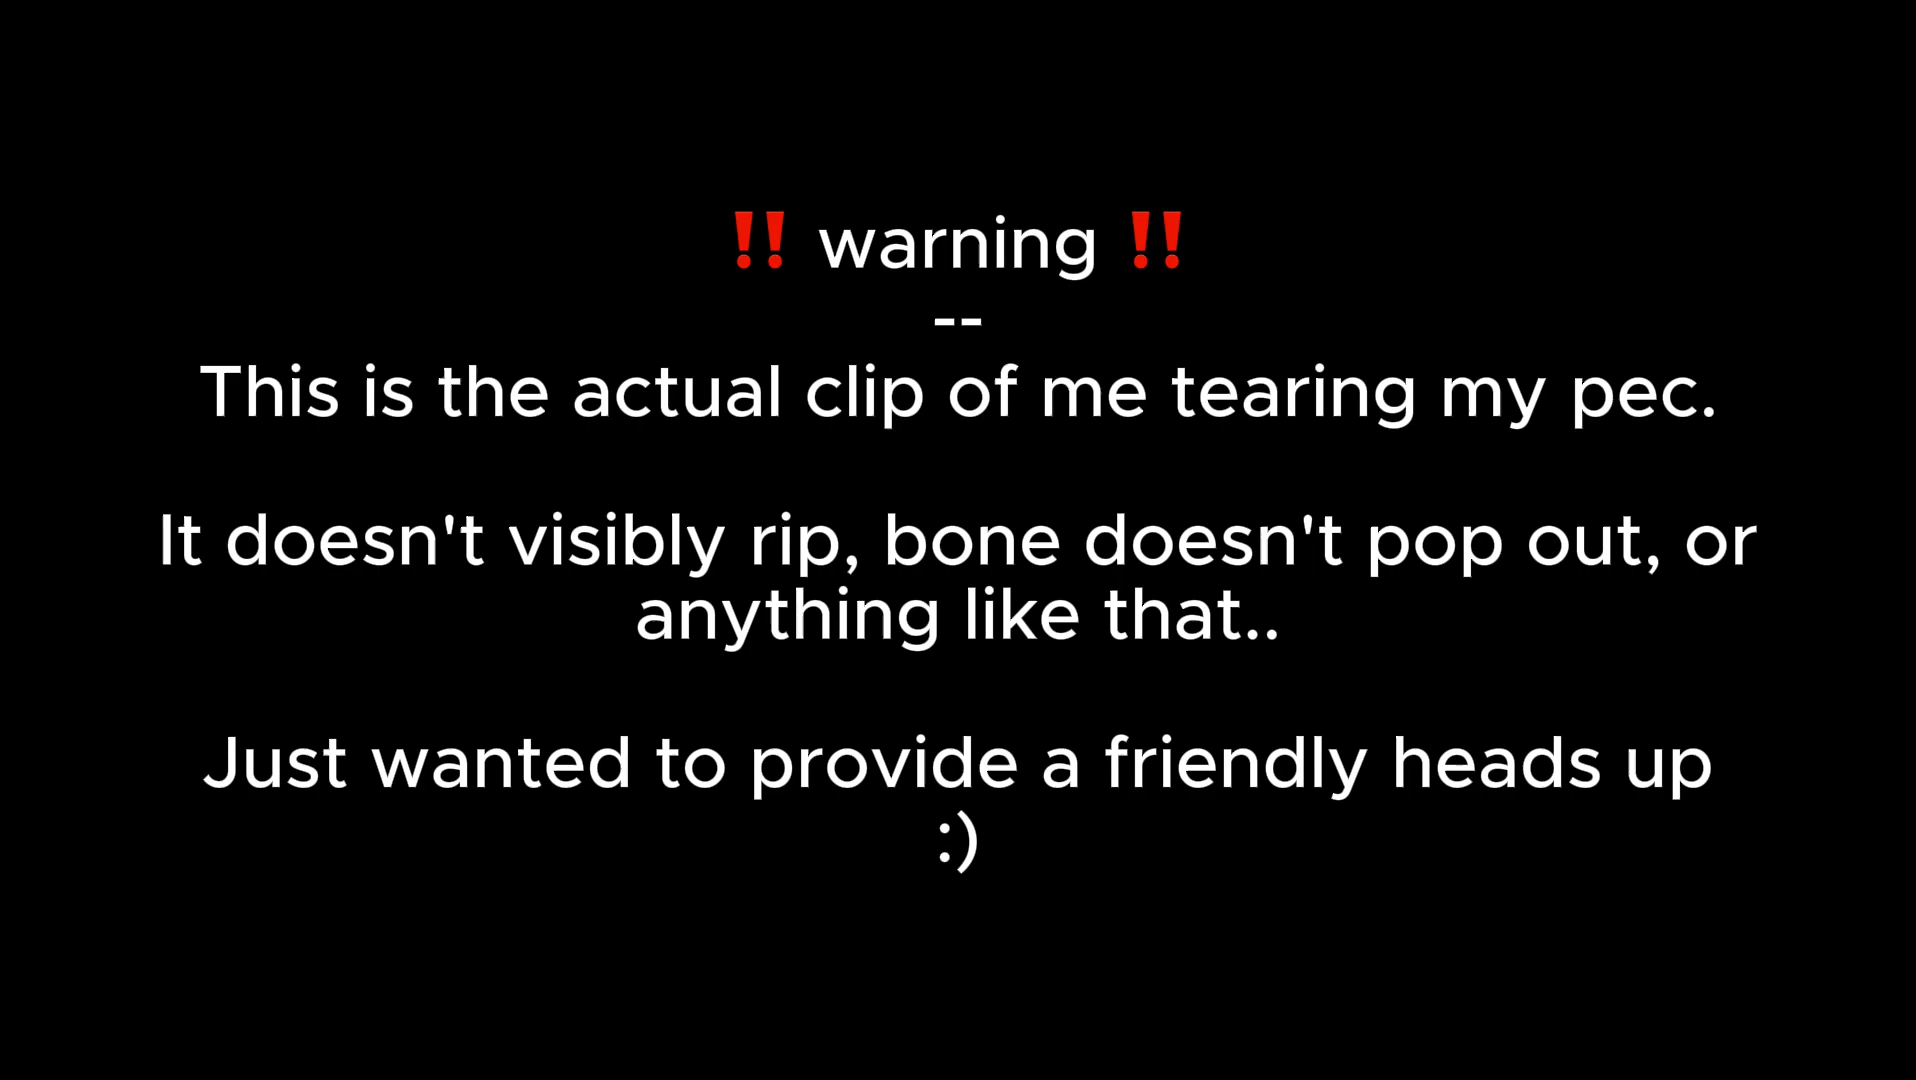 ‼️ warning ‼️
--
This is the actual clip of me tearing my pec.
It doesn't visibly rip, bone doesn't pop out, or
anything like that..
Just wanted to provide a friendly heads up
:)